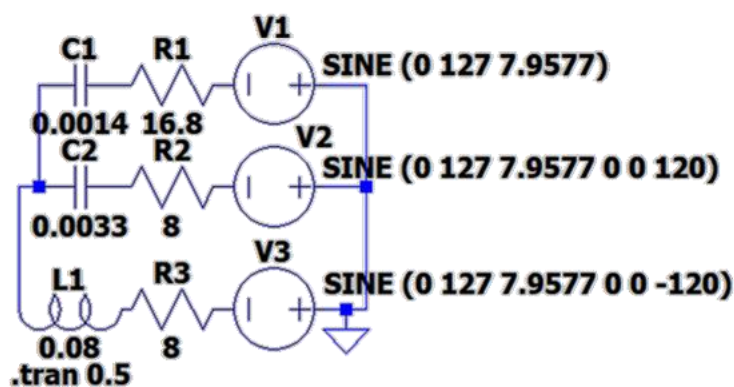 V1
C1 R1 SINE (0 127 7.9577)
0.0014 16.8
V2
C2 R2 SINE (0 127 7.9577 0 0 120)
0.0033 8
V3
L1 R3 SINE (0 127 7.9577 0 0 -120)
0.08 8
.tran 0.5